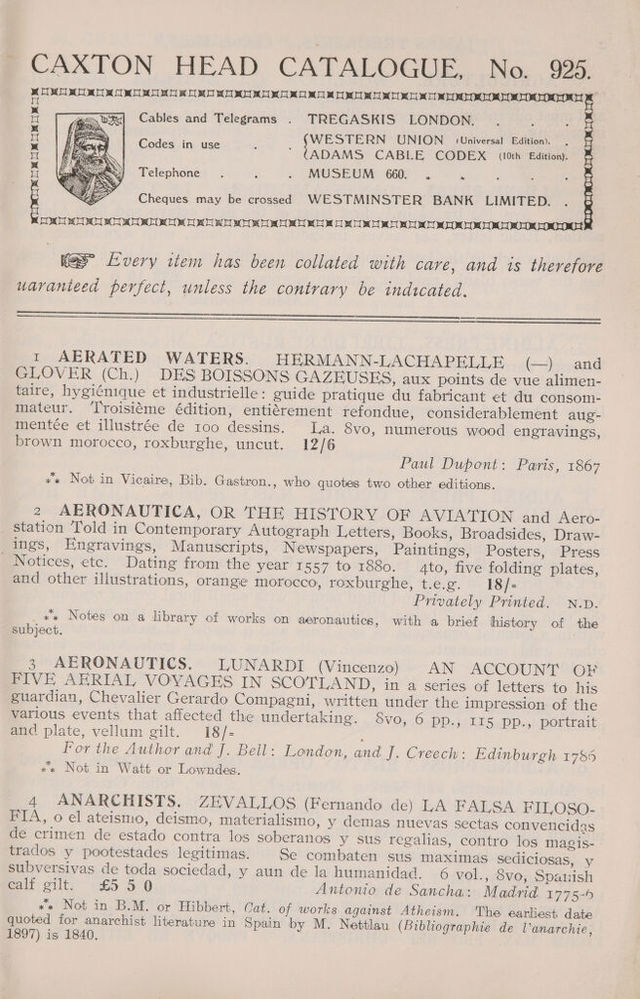 CAXTON HEAD CATALOGUE, No. 925.
Cables and Telegrams . TREGASKIS LONDON. . . .
Codes in use . . {WESTERN UNION (Universal Edition). .
{ADAMS CABLE CODEX (10th Edition).
Telephone . . . MUSEUM 660. . . . .
Cheques may be crossed WESTMINSTER BANK LIMITED. .
☞ Every item has been collated with care, and is therefore
uaranteed perfect, unless the contrary be indicated.
1 AERATED WATERS. HERMANN-LACHAPELLE (—) and
GLOVER (Ch.) DES BOISSONS GAZEUSES, aux points de vue alimen-
taire, hygiénique et industrielle: guide pratique du fabricant et du consom-
mateur. Troisième édition, entièrement refondue, considerablement aug-
mentée et illustrée de 100 dessins. La. 8vo, numerous wood engravings,
brown morocco, roxburghe, uncut. 12/6
Paul Dupont: Paris, 1867
⁂ Not in Vicaire, Bib. Gastron., who quotes two other editions.
2 AERONAUTICA, OR THE HISTORY OF AVIATION and Aero-
station Told in Contemporary Autograph Letters, Books, Broadsides, Draw-
ings, Engravings, Manuscripts, Newspapers, Paintings, Posters, Press
Notices, etc. Dating from the year 1557 to 1880. 4to, five folding plates,
and other illustrations, orange morocco, roxburghe, t.e.g. 18/-
Privately Printed. N.D.
⁂ Notes on a library of works on aeronautics, with a brief history of the
subject.
3 AERONAUTICS. LUNARDI (Vincenzo) AN ACCOUNT OF
FIVE AERIAL VOYAGES IN SCOTLAND, in a series of letters to his
guardian, Chevalier Gerardo Compagni, written under the impression of the
various events that affected the undertaking. 8vo, 6 pp., 115 pp., portrait
and plate, vellum gilt. 18/-
For the Author and J. Bell: London, and J. Creech: Edinburgh 1786
⁂ Not in Watt or Lowndes.
4 ANARCHISTS. ZEVALLOS (Fernando de) LA FALSA FILOSO-
FIA, o el ateismo, deismo, materialismo, y demas nuevas sectas convencidas
de crimen de estado contra los soberanos y sus regalias, contro los magis-
trados y pootestades legitimas. Se combaten sus maximas sediciosas, y
subversivas de toda sociedad, y aun de la humanidad. 6 vol., 8vo, Spanish
calf gilt. £5 5 0 Antonio de Sancha: Madrid 1775-6
⁂ Not in B.M. or Hibbert, Cat. of works against Atheism. The earliest date
quoted for anarchist literature in Spain by M. Nettlau (Bibliographie de l'anarchie,
1897) is 1840.